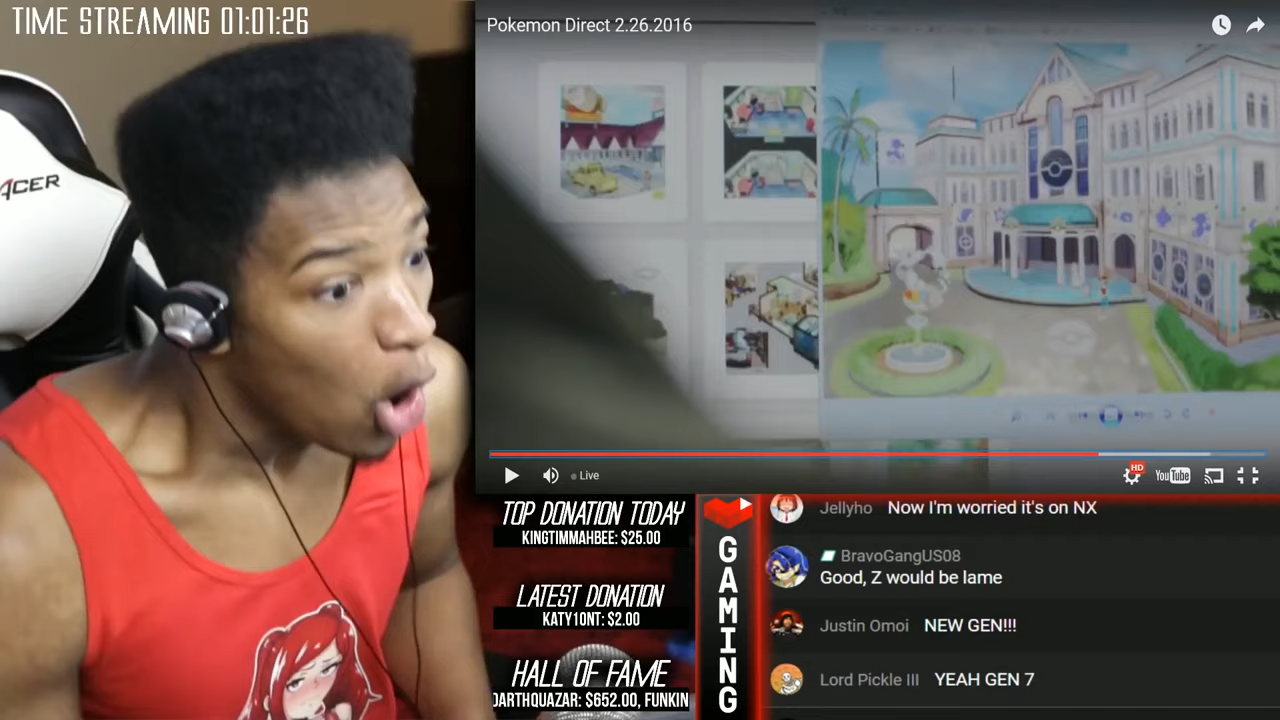 TIME STREAMING 01:01:26
ACER
Pokemon Direct 2.26.2016
Live
HD
YouTube
TOP DONATION TODAY
KINGTIMMAHBEE: $25.00
LATEST DONATION
KATY10NT: $2.00
HALL OF FAME
DARTHQUAZAR: $652.00, FUNKIN
GAMING
Jellyho Now I'm worried it's on NX
BravoGangUS08
Good, Z would be lame
Justin Omoi NEW GEN!!!
Lord Pickle III YEAH GEN 7